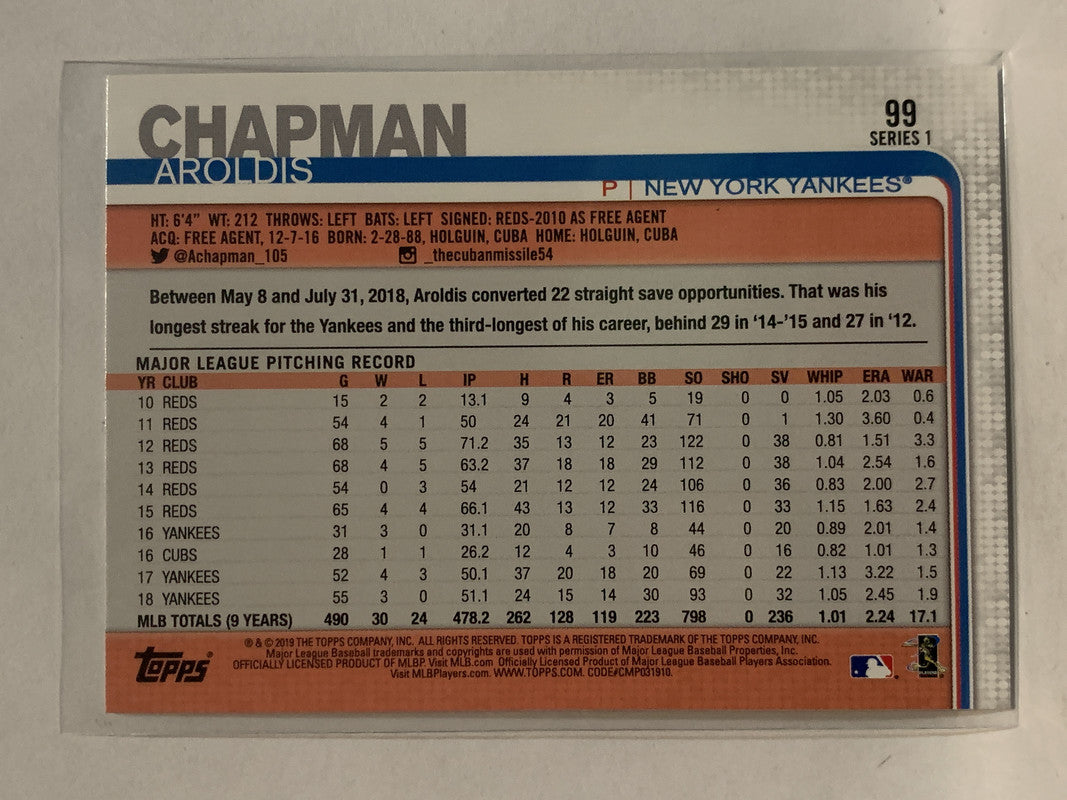 CHAPMAN
AROLDIS
99
SERIES 1
P | NEW YORK YANKEES®
HT: 6'4" WT: 212 THROWS: LEFT BATS: LEFT SIGNED: REDS-2010 AS FREE AGENT
ACQ: FREE AGENT, 12-7-16 BORN: 2-28-88, HOLGUIN, CUBA HOME: HOLGUIN, CUBA
@Achapman_105 _thecubanmissile54
Between May 8 and July 31, 2018, Aroldis converted 22 straight save opportunities. That was his
longest streak for the Yankees and the third-longest of his career, behind 29 in '14-'15 and 27 in '12.
MAJOR LEAGUE PITCHING RECORD
YR CLUB G W L IP H R ER BB SO SHO SV WHIP ERA WAR
10 REDS 15 2 2 13.1 9 4 3 5 19 0 0 1.05 2.03 0.6
11 REDS 54 4 1 50 24 21 20 41 71 0 1 1.30 3.60 0.4
12 REDS 68 5 5 71.2 35 13 12 23 122 0 38 0.81 1.51 3.3
13 REDS 68 4 5 63.2 37 18 18 29 112 0 38 1.04 2.54 1.6
14 REDS 54 0 3 54 21 12 12 24 106 0 36 0.83 2.00 2.7
15 REDS 65 4 4 66.1 43 13 12 33 116 0 33 1.15 1.63 2.4
16 YANKEES 31 3 0 31.1 20 8 7 8 44 0 20 0.89 2.01 1.4
16 CUBS 28 1 1 26.2 12 4 3 10 46 0 16 0.82 1.01 1.3
17 YANKEES 52 4 3 50.1 37 20 18 20 69 0 22 1.13 3.22 1.5
18 YANKEES 55 3 0 51.1 24 15 14 30 93 0 32 1.05 2.45 1.9
MLB TOTALS (9 YEARS) 490 30 24 478.2 262 128 119 223 798 0 236 1.01 2.24 17.1
Topps®
® & © 2019 THE TOPPS COMPANY, INC. ALL RIGHTS RESERVED. TOPPS IS A REGISTERED TRADEMARK OF THE TOPPS COMPANY, INC.
Major League Baseball trademarks and copyrights are used with permission of Major League Baseball Properties, Inc.
OFFICIALLY LICENSED PRODUCT OF MLBP. Visit MLB.com Officially Licensed Product of Major League Baseball Players Association.
Visit MLBPlayers.com. WWW.TOPPS.COM. CODE#CMP031910.